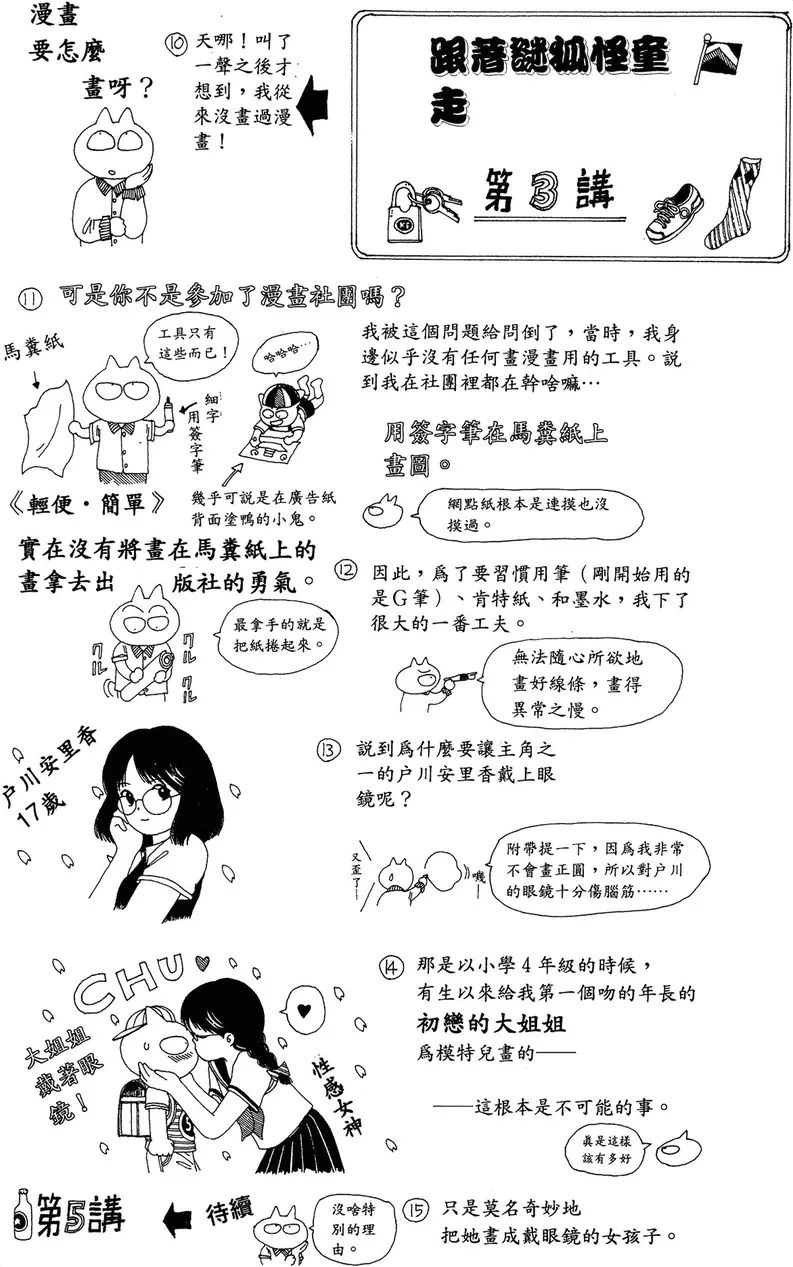 跟著謎狐怪童
走
第3講
漫畫
要怎麼
畫呀？
⑩ 天哪！叫了
一聲之後才
想到，我從
來沒畫過漫
畫！
⑪ 可是你不是參加了漫畫社團嗎？
馬糞紙
工具只有
這些而已！
細字
用簽字筆
哈哈哈…
《輕便・簡單》
幾乎可說是在廣告紙
背面塗鴨的小鬼。
我被這個問題給問倒了，當時，我身
邊似乎沒有任何畫漫畫用的工具。說
到我在社團裡都在幹啥嘛…
用簽字筆在馬糞紙上
畫圖。
網點紙根本是連摸也沒
摸過。
實在沒有將畫在馬糞紙上的
畫拿去出　版社的勇氣。
クルクル
クルクル
最拿手的就是
把紙捲起來。
⑫ 因此，為了要習慣用筆（剛開始用的
是G筆）、肯特紙、和墨水，我下了
很大的一番工夫。
無法隨心所欲地
畫好線條，畫得
異常之慢。
戶川安里香
17歲
⑬ 說到為什麼要讓主角之
一的戶川安里香戴上眼
鏡呢？
又歪了—
嘰—
附帶提一下，因為我非常
不會畫正圓，所以對戶川
的眼鏡十分傷腦筋……
CHU♥
♥
大姐姐
戴著眼
鏡！
性感女神
⑭ 那是以小學4年級的時候，
有生以來給我第一個吻的年長的
初戀的大姐姐
為模特兒畫的——
——這根本是不可能的事。
真是這樣
該有多好
⑮ 只是莫名奇妙地
把她畫成戴眼鏡的女孩子。
沒啥特
別的理
由。
待續
第5講